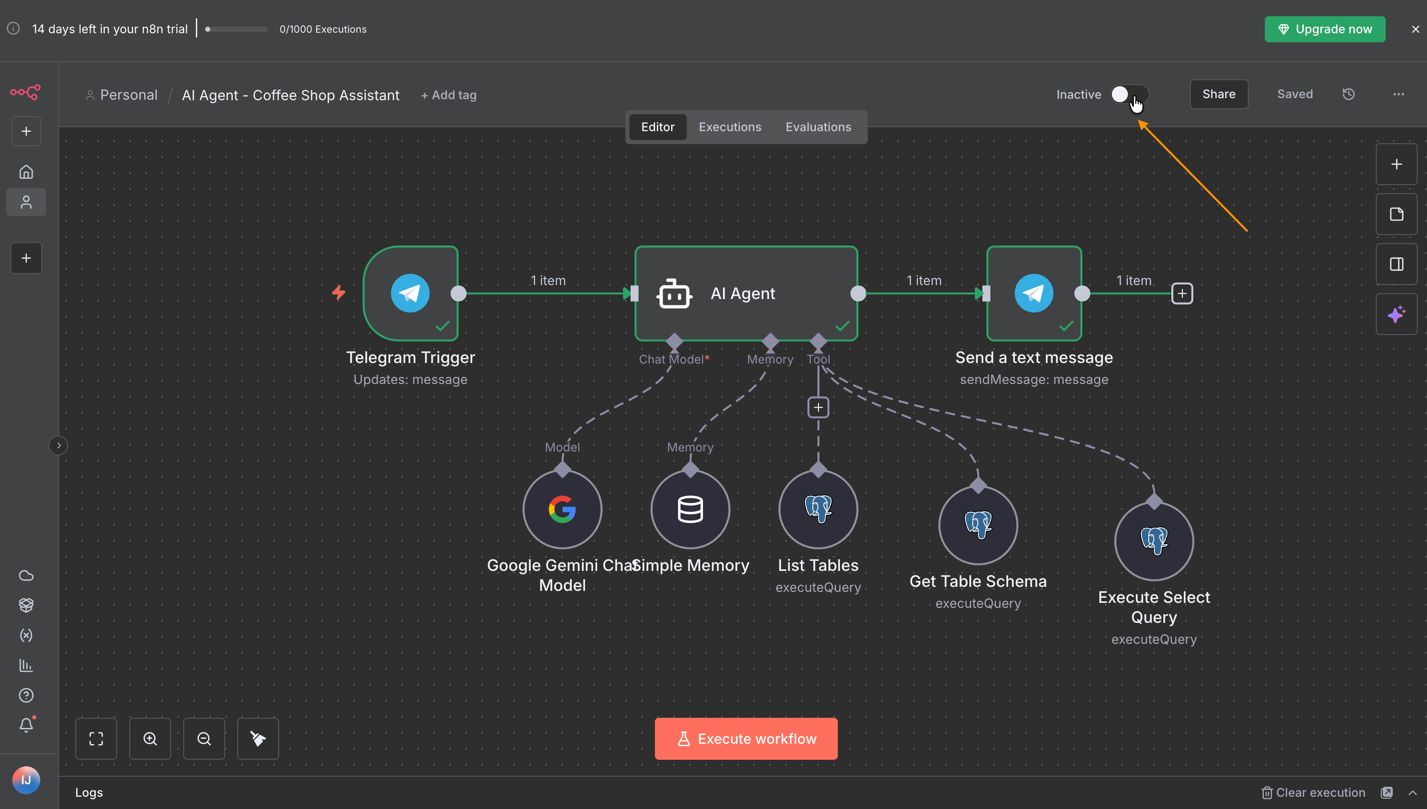 14 days left in your n8n trial
0/1000 Executions
Upgrade now
Personal / AI Agent - Coffee Shop Assistant
+ Add tag
Inactive
Share
Saved
Editor
Executions
Evaluations
1 item
AI Agent
1 item
1 item
Telegram Trigger
Updates: message
Chat Model*
Memory
Tool
Send a text message
sendMessage: message
Model
Memory
Google Gemini Chat
Model
Simple Memory
List Tables
executeQuery
Get Table Schema
executeQuery
Execute Select
Query
executeQuery
Execute workflow
IJ
Logs
Clear execution